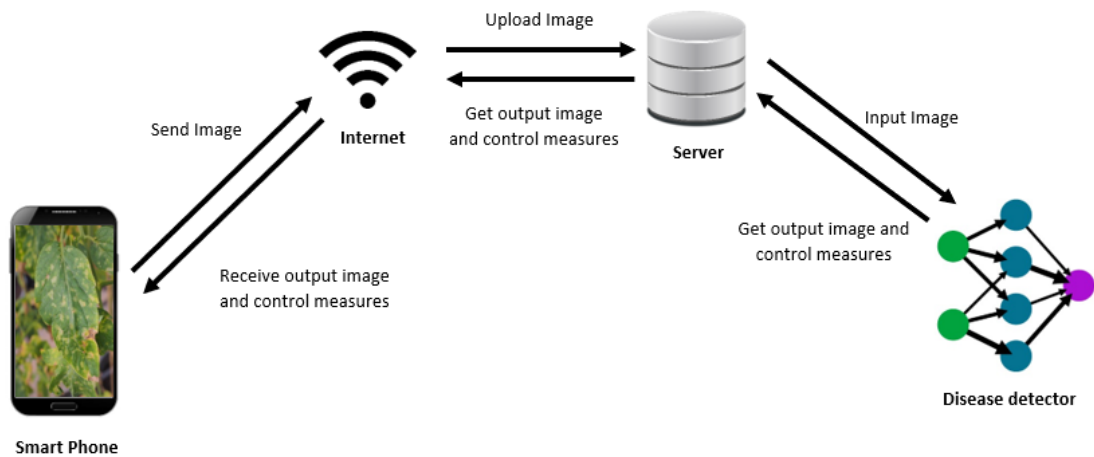 Upload Image
Internet
Get output image
and control measures
Server
Send Image
Input Image
Get output image and
control measures
Receive output image
and control measures
Disease detector
Smart Phone